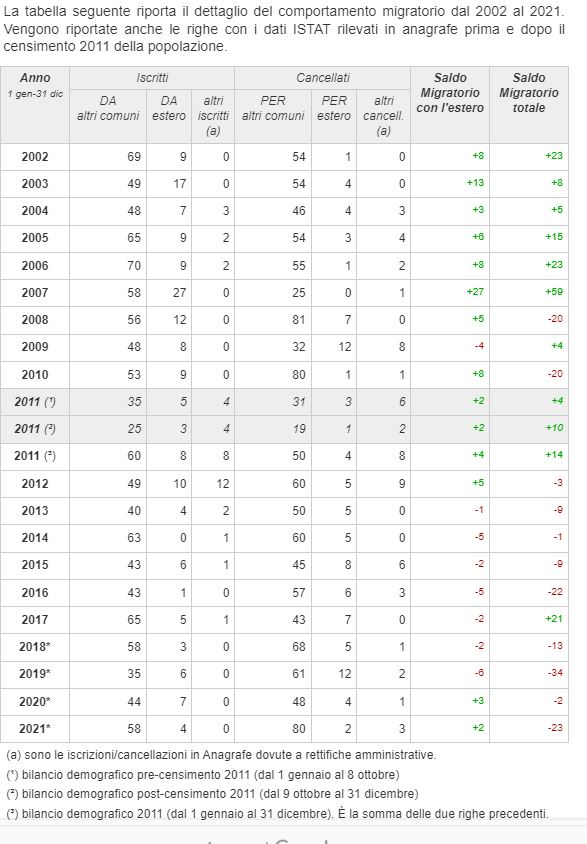 La tabella seguente riporta il dettaglio del comportamento migratorio dal 2002 al 2021.
Vengono riportate anche le righe con i dati ISTAT rilevati in anagrafe prima e dopo il
censimento 2011 della popolazione.
Anno Iscritti Cancellati Saldo Saldo
1 gen-31 dic DA DA altri PER PER altri Migratorio Migratorio
altri comuni estero iscritti altri comuni estero cancell. con l'estero totale
(a) (a)
2002 69 9 0 54 1 0 +8 +23
2003 49 17 0 54 4 0 +13 +8
2004 48 7 3 46 4 3 +3 +5
2005 65 9 2 54 3 4 +6 +15
2006 70 9 2 55 1 2 +8 +23
2007 58 27 0 25 0 1 +27 +59
2008 56 12 0 81 7 0 +5 -20
2009 48 8 0 32 12 8 -4 +4
2010 53 9 0 80 1 1 +8 -20
2011 (¹) 35 5 4 31 3 6 +2 +4
2011 (²) 25 3 4 19 1 2 +2 +10
2011 (³) 60 8 8 50 4 8 +4 +14
2012 49 10 12 60 5 9 +5 -3
2013 40 4 2 50 5 0 -1 -9
2014 63 0 1 60 5 0 -5 -1
2015 43 6 1 45 8 6 -2 -9
2016 43 1 0 57 6 3 -5 -22
2017 65 5 1 43 7 0 -2 +21
2018* 58 3 0 68 5 1 -2 -13
2019* 35 6 0 61 12 2 -6 -34
2020* 44 7 0 48 4 1 +3 -2
2021* 58 4 0 80 2 3 +2 -23
(a) sono le iscrizioni/cancellazioni in Anagrafe dovute a rettifiche amministrative.
(¹) bilancio demografico pre-censimento 2011 (dal 1 gennaio al 8 ottobre)
(²) bilancio demografico post-censimento 2011 (dal 9 ottobre al 31 dicembre)
(³) bilancio demografico 2011 (dal 1 gennaio al 31 dicembre). È la somma delle due righe precedenti.